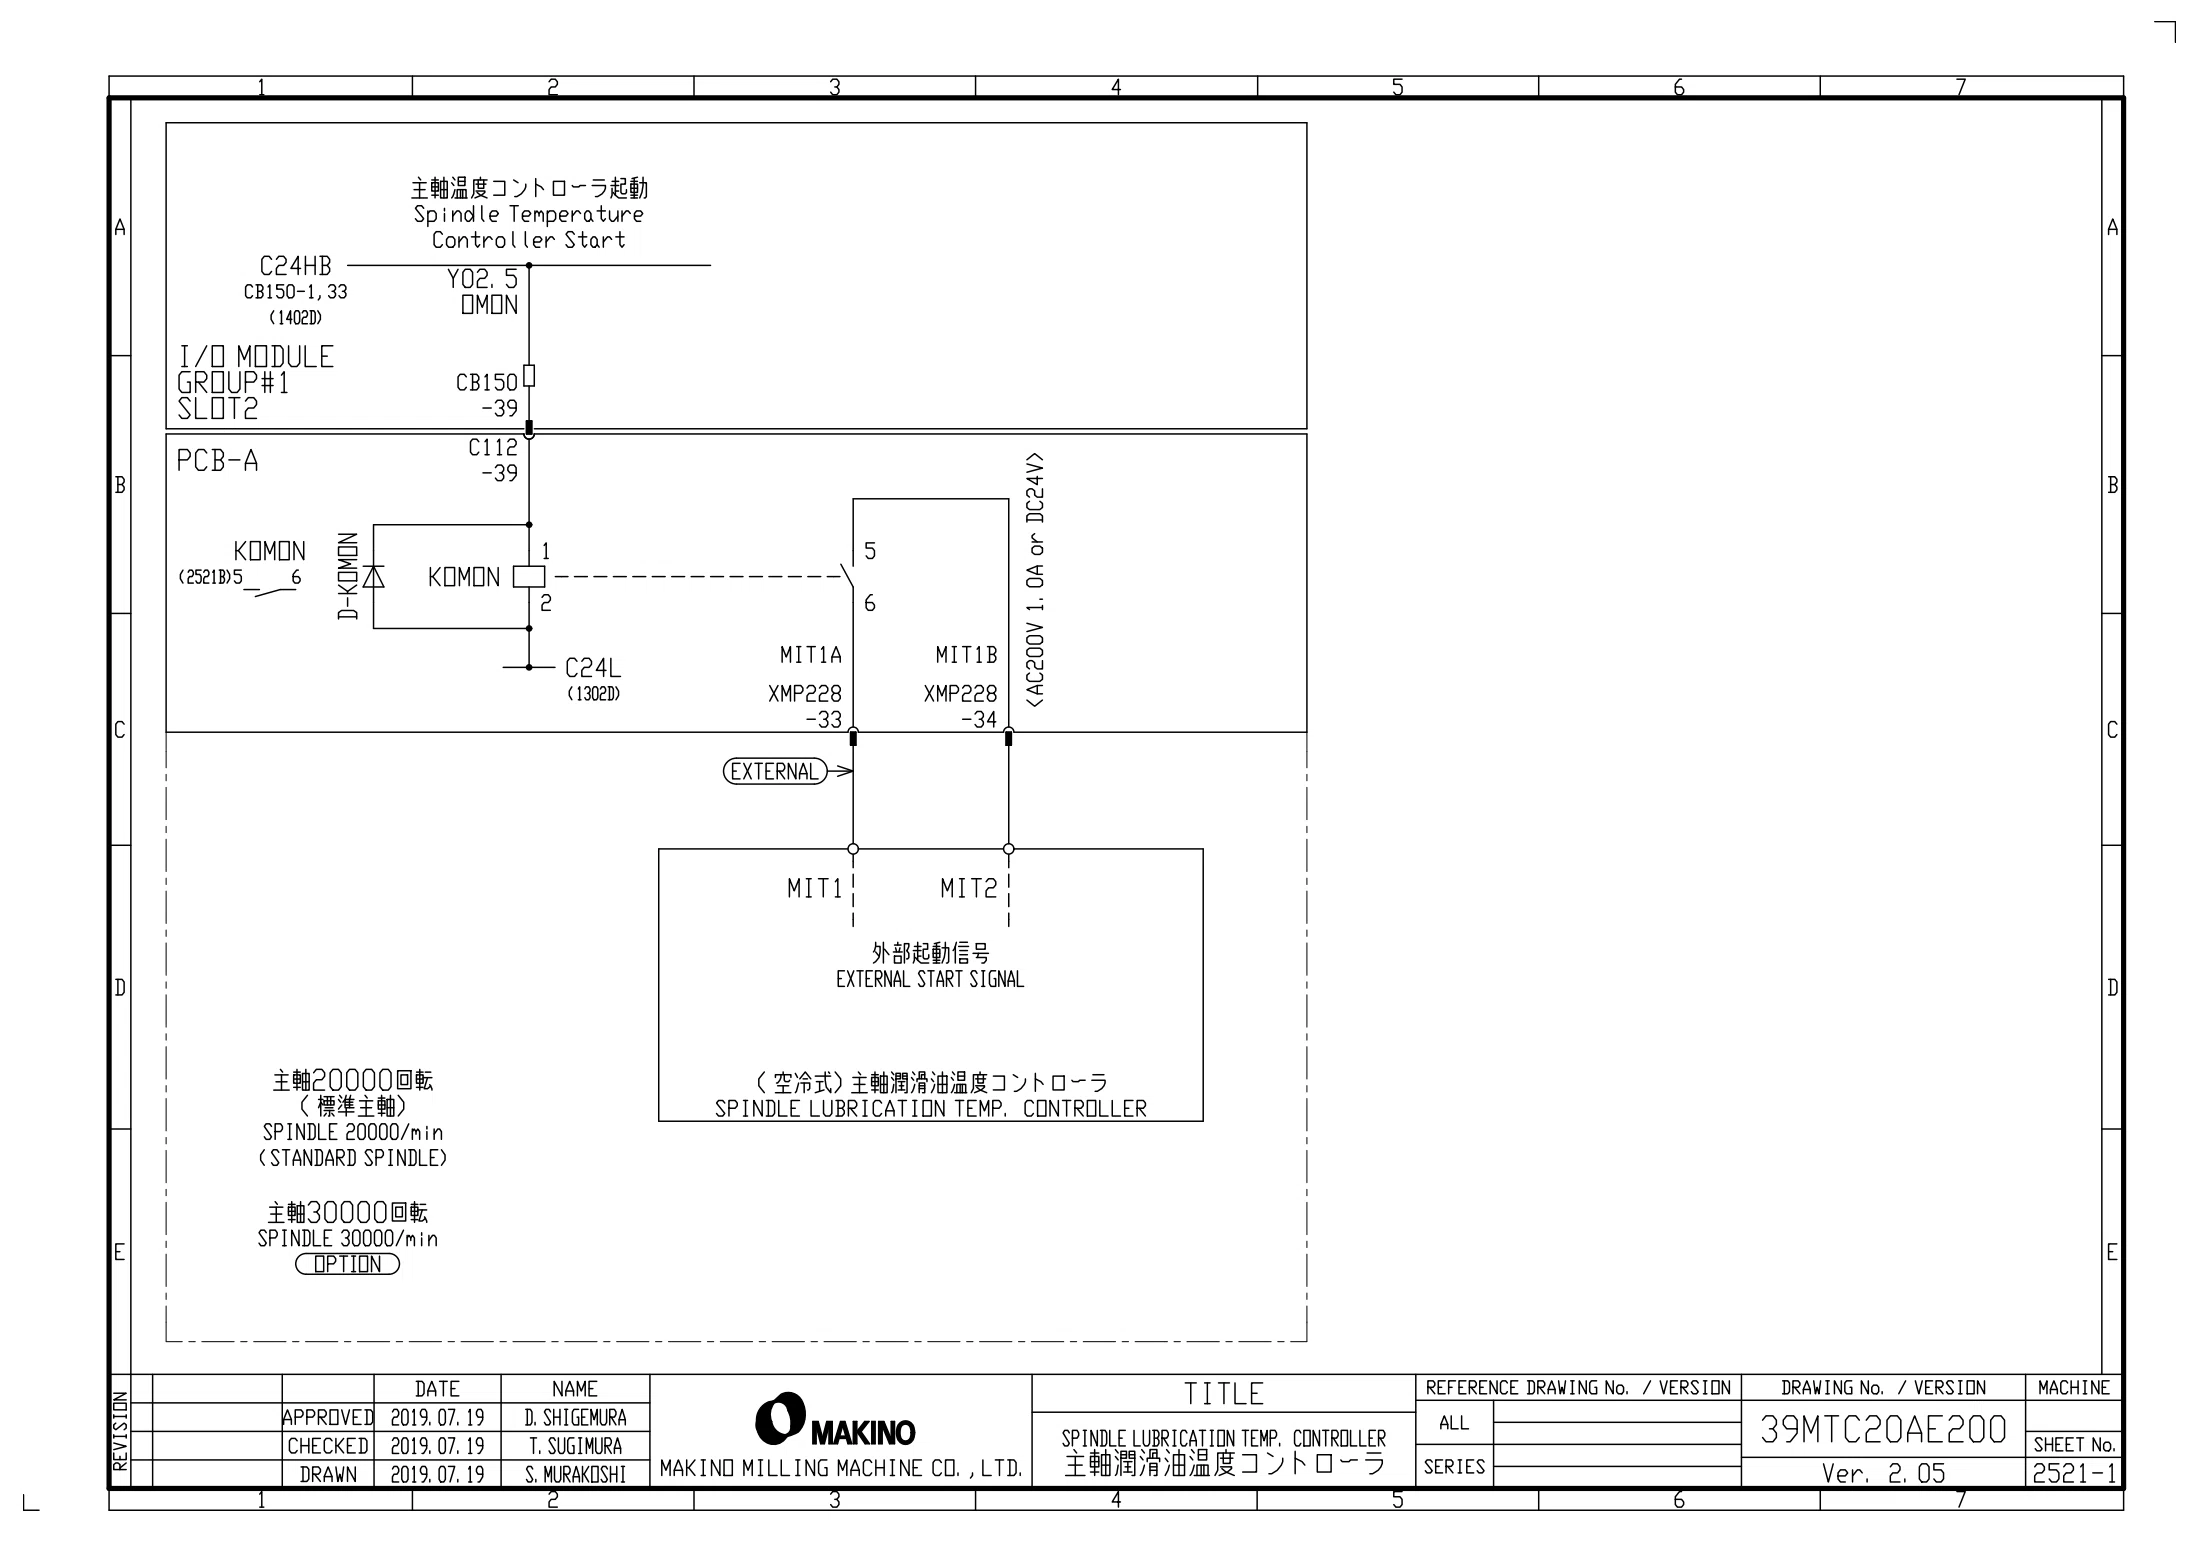 1 2 3 4 5 6 7
A A
主軸温度コントローラ起動
Spindle Temperature
Controller Start
C24HB
CB150-1,33
(1402D)
Y02.5
OMON
I/O MODULE
GROUP#1
SLOT2
CB150
-39
PCB-A
C112
-39
B B
<AC200V 1.0A or DC24V>
KOMON
(2521B)5 6
D-KOMON
KOMON
1
2
5
6
C24L
(1302D)
MIT1A
XMP228
-33
MIT1B
XMP228
-34
C C
EXTERNAL
MIT1 MIT2
外部起動信号
EXTERNAL START SIGNAL
D D
(空冷式)主軸潤滑油温度コントローラ
SPINDLE LUBRICATION TEMP. CONTROLLER
主軸20000回転
(標準主軸)
SPINDLE 20000/min
(STANDARD SPINDLE)
主軸30000回転
SPINDLE 30000/min
OPTION
E E
REVISION
DATE NAME
APPROVED 2019.07.19 D. SHIGEMURA
CHECKED 2019.07.19 T. SUGIMURA
DRAWN 2019.07.19 S. MURAKOSHI
MAKINO
MAKINO MILLING MACHINE CO.,LTD.
TITLE
SPINDLE LUBRICATION TEMP. CONTROLLER
主軸潤滑油温度コントローラ
REFERENCE DRAWING No. / VERSION
ALL
SERIES
DRAWING No. / VERSION
39MTC20AE200
Ver. 2.05
MACHINE
SHEET No.
2521-1
1 2 3 4 5 6 7